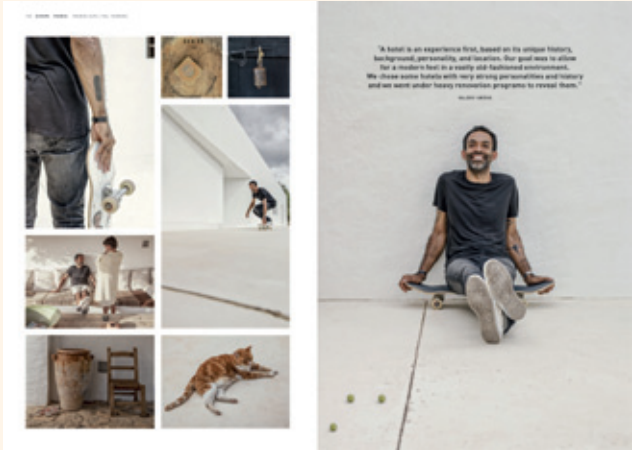 "A hotel is an experience first, based on its unique history,
background, personality, and location. Our goal was to allow
for a modern feel in a vastly old-fashioned environment.
We chose some hotels with very strong personalities and history
and we went under heavy renovation programs to reveal them."